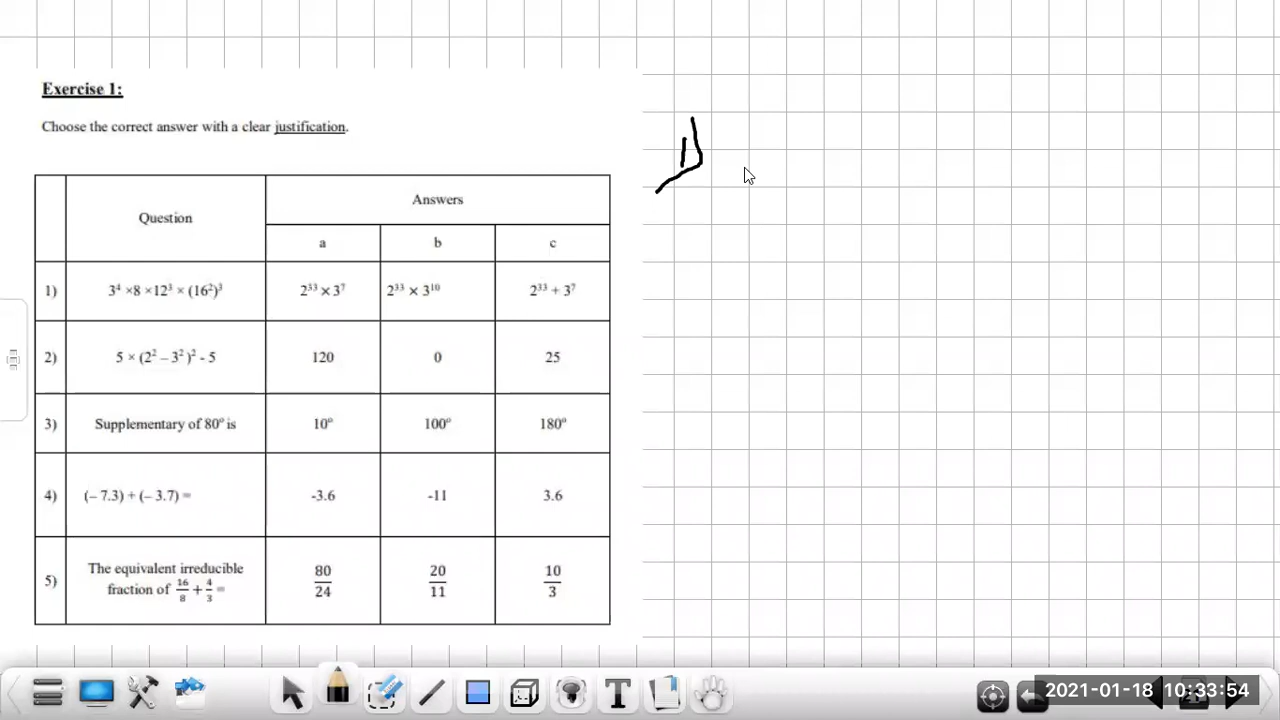 Exercise 1:
Choose the correct answer with a clear justification.
Question
Answers
a b c
1) 3⁴ ×8 ×12³ × (16²)³ 2³³ × 3⁷ 2³³ × 3¹⁰ 2³³ + 3⁷
2) 5 × (2² – 3²)² - 5 120 0 25
3) Supplementary of 80° is 10° 100° 180°
4) (– 7.3) + (– 3.7) = -3.6 -11 3.6
5) The equivalent irreducible fraction of 16/8 + 4/3 = 80/24 20/11 10/3
1)
2021-01-18 10:33:54